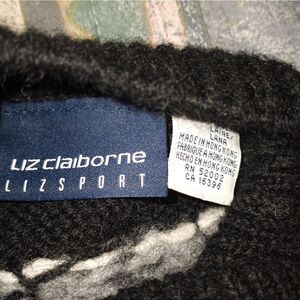 Liz claiborne
LIZSPORT
LAINE/
LANA
MADE IN HONG KONG
FABRIQUE A HONG KONG
HECHO EN HONG KONG
RN 52002
CA 16396